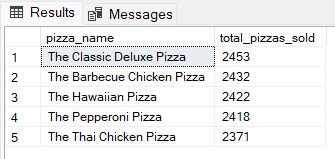 Results Messages
pizza_name total_pizzas_sold
1 The Classic Deluxe Pizza 2453
2 The Barbecue Chicken Pizza 2432
3 The Hawaiian Pizza 2422
4 The Pepperoni Pizza 2418
5 The Thai Chicken Pizza 2371